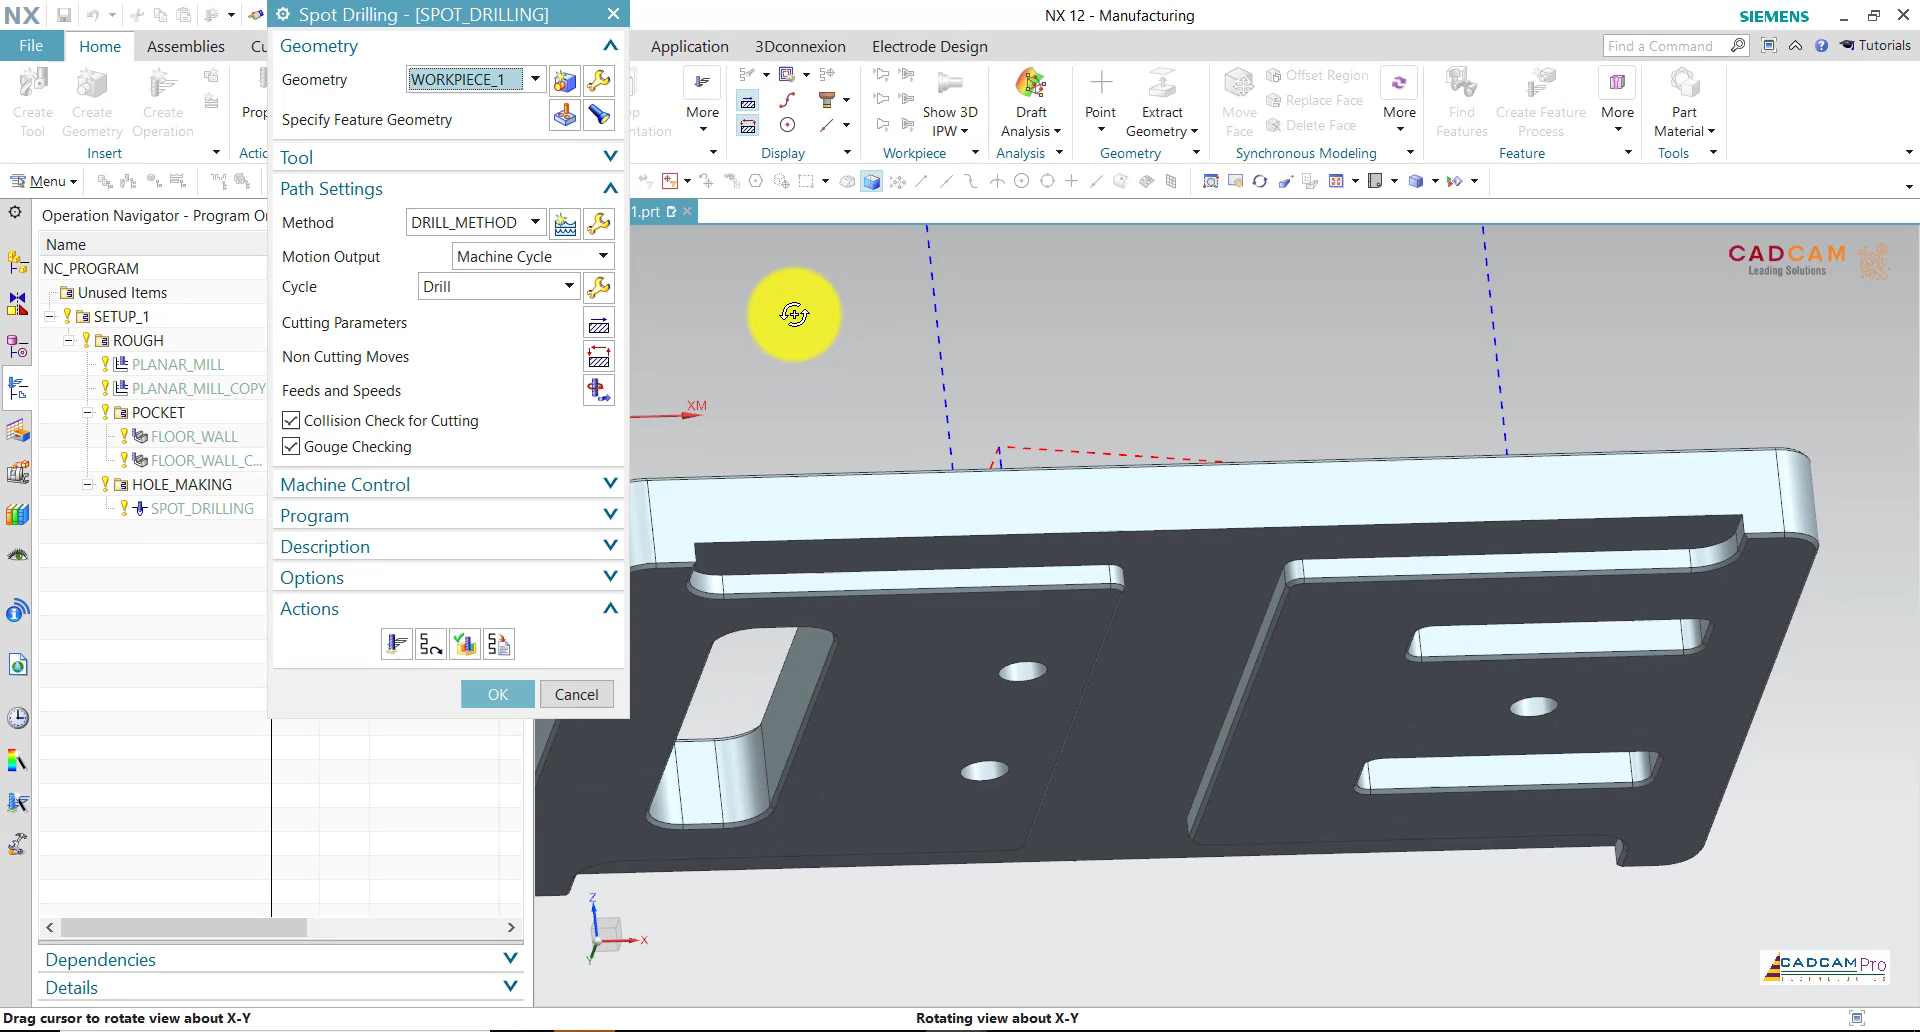 NX
Spot Drilling - [SPOT_DRILLING]
NX 12 - Manufacturing
SIEMENS
File
Home
Assemblies
Application
3Dconnexion
Electrode Design
Find a Command
Tutorials
Create Tool
Create Geometry
Create Operation
Insert
More
Display
Show 3D IPW
Workpiece
Draft Analysis
Analysis
Point
Extract Geometry
Geometry
Move Face
Offset Region
Replace Face
Delete Face
More
Synchronous Modeling
Find Features
Create Feature Process
More
Feature
Part Material
Tools
Menu
1.prt
Operation Navigator - Program Or
Name
NC_PROGRAM
Unused Items
SETUP_1
ROUGH
PLANAR_MILL
PLANAR_MILL_COPY
POCKET
FLOOR_WALL
FLOOR_WALL_C...
HOLE_MAKING
SPOT_DRILLING
Dependencies
Details
Geometry
Geometry
WORKPIECE_1
Specify Feature Geometry
Tool
Path Settings
Method
DRILL_METHOD
Motion Output
Machine Cycle
Cycle
Drill
Cutting Parameters
Non Cutting Moves
Feeds and Speeds
Collision Check for Cutting
Gouge Checking
Machine Control
Program
Description
Options
Actions
OK
Cancel
XM
CADCAM
Leading Solutions
Z
X
Y
CADCAM Pro
Drag cursor to rotate view about X-Y
Rotating view about X-Y